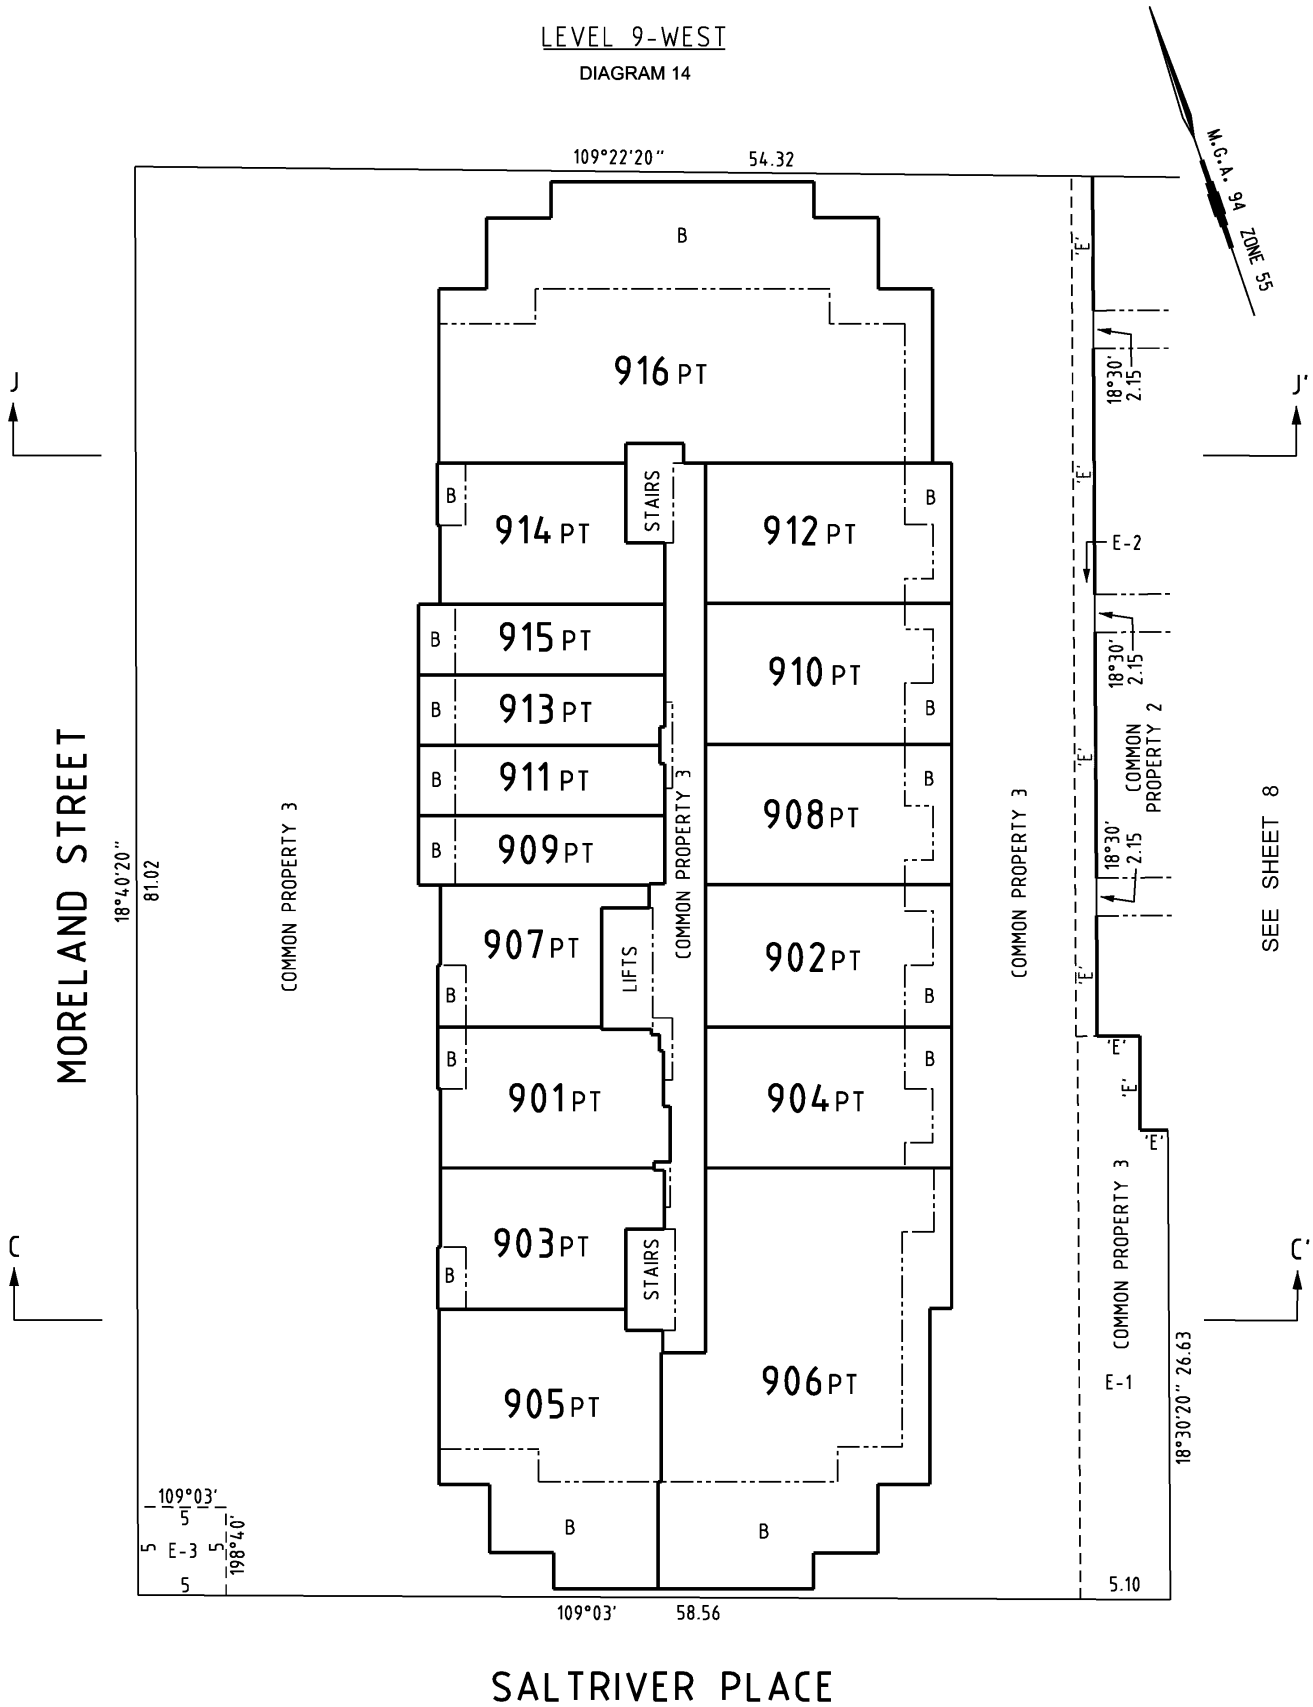 LEVEL 9-WEST
DIAGRAM 14
109°22'20" 54.32
M.G.A. 94 ZONE 55
B
'E'
916 PT
18°30'
2.15
J
J'
B
STAIRS
B
'E'
914 PT
912 PT
E-2
B
915 PT
910 PT
18°30'
2.15
B
913 PT
B
COMMON
PROPERTY 2
'E'
B
911 PT
B
908 PT
COMMON PROPERTY 3
18°30'
2.15
B
909 PT
MORELAND STREET
18°40'20"
81.02
COMMON PROPERTY 3
COMMON PROPERTY 3
SEE SHEET 8
907 PT
LIFTS
902 PT
B
B
'E'
B
B
'E'
901 PT
904 PT
'E'
'E'
903 PT
STAIRS
B
C
C'
COMMON PROPERTY 3
905 PT
906 PT
E-1
18°30'20" 26.63
109°03'
5
5 E-3 5
5
198°40'
B
B
5.10
109°03' 58.56
SALTRIVER PLACE